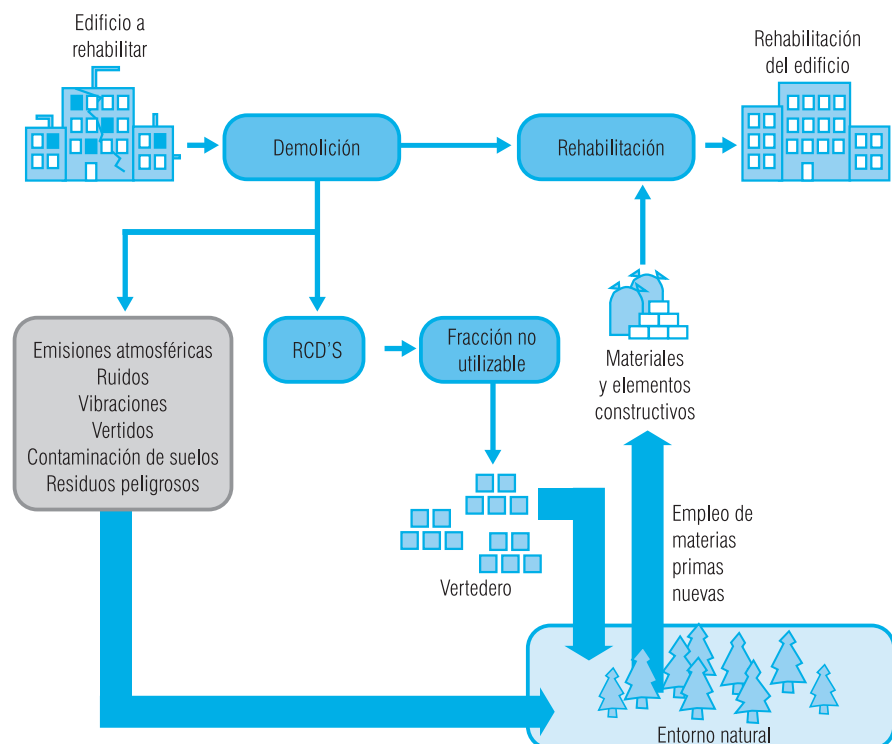 Edificio a
rehabilitar
Rehabilitación
del edificio
Demolición
Rehabilitación
Emisiones atmosféricas
Ruidos
Vibraciones
Vertidos
Contaminación de suelos
Residuos peligrosos
RCD'S
Fracción no
utilizable
Materiales
y elementos
constructivos
Vertedero
Empleo de
materias
primas
nuevas
Entorno natural